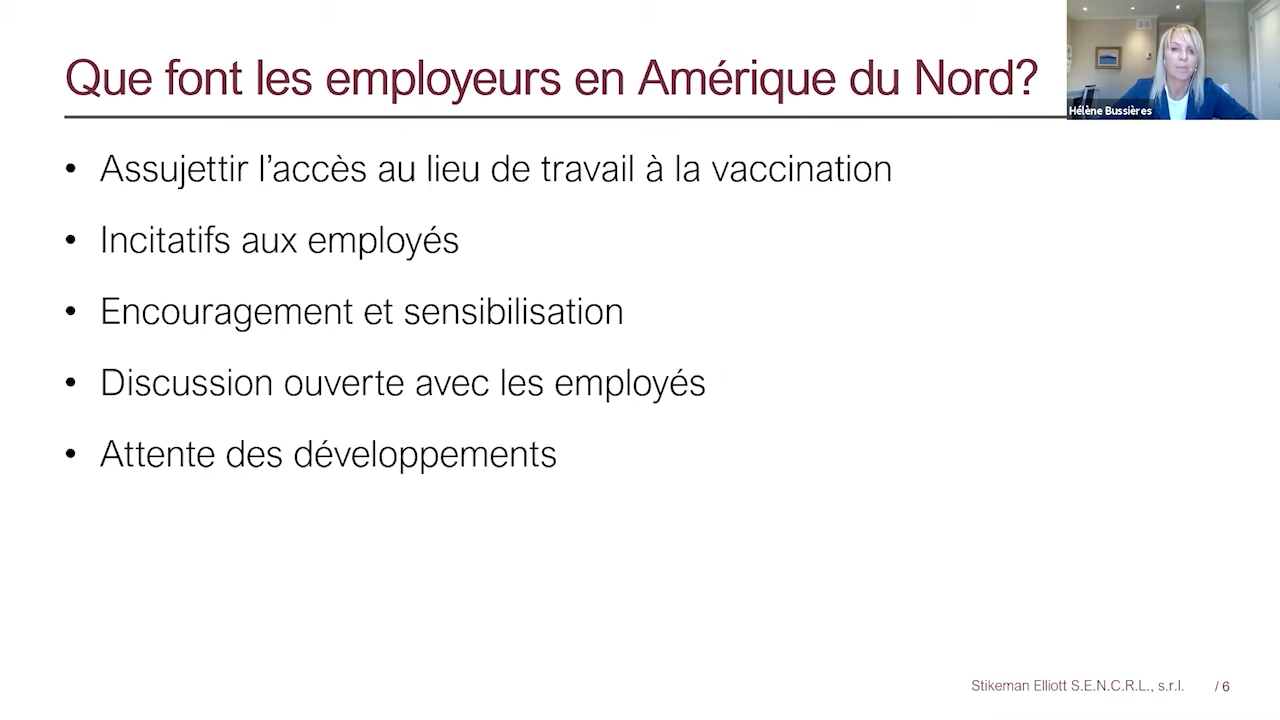 Que font les employeurs en Amérique du Nord?
Hélène Bussières
• Assujettir l'accès au lieu de travail à la vaccination
• Incitatifs aux employés
• Encouragement et sensibilisation
• Discussion ouverte avec les employés
• Attente des développements
Stikeman Elliott S.E.N.C.R.L., s.r.l. / 6